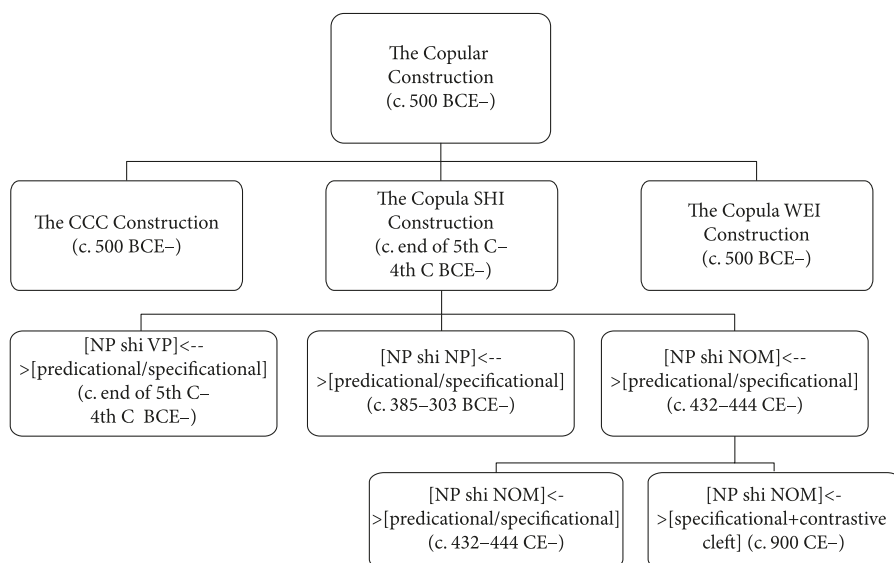 The Copular
Construction
(c. 500 BCE–)
The CCC Construction
(c. 500 BCE–)
The Copula SHI
Construction
(c. end of 5th C–
4th C BCE–)
The Copula WEI
Construction
(c. 500 BCE–)
[NP shi VP]<--
>[predicational/specificational]
(c. end of 5th C–
4th C BCE–)
[NP shi NP]<--
>[predicational/specificational]
(c. 385–303 BCE–)
[NP shi NOM]<--
>[predicational/specificational]
(c. 432–444 CE–)
[NP shi NOM]<-
>[predicational/specificational]
(c. 432–444 CE–)
[NP shi NOM]<-
>[specificational+contrastive
cleft] (c. 900 CE–)